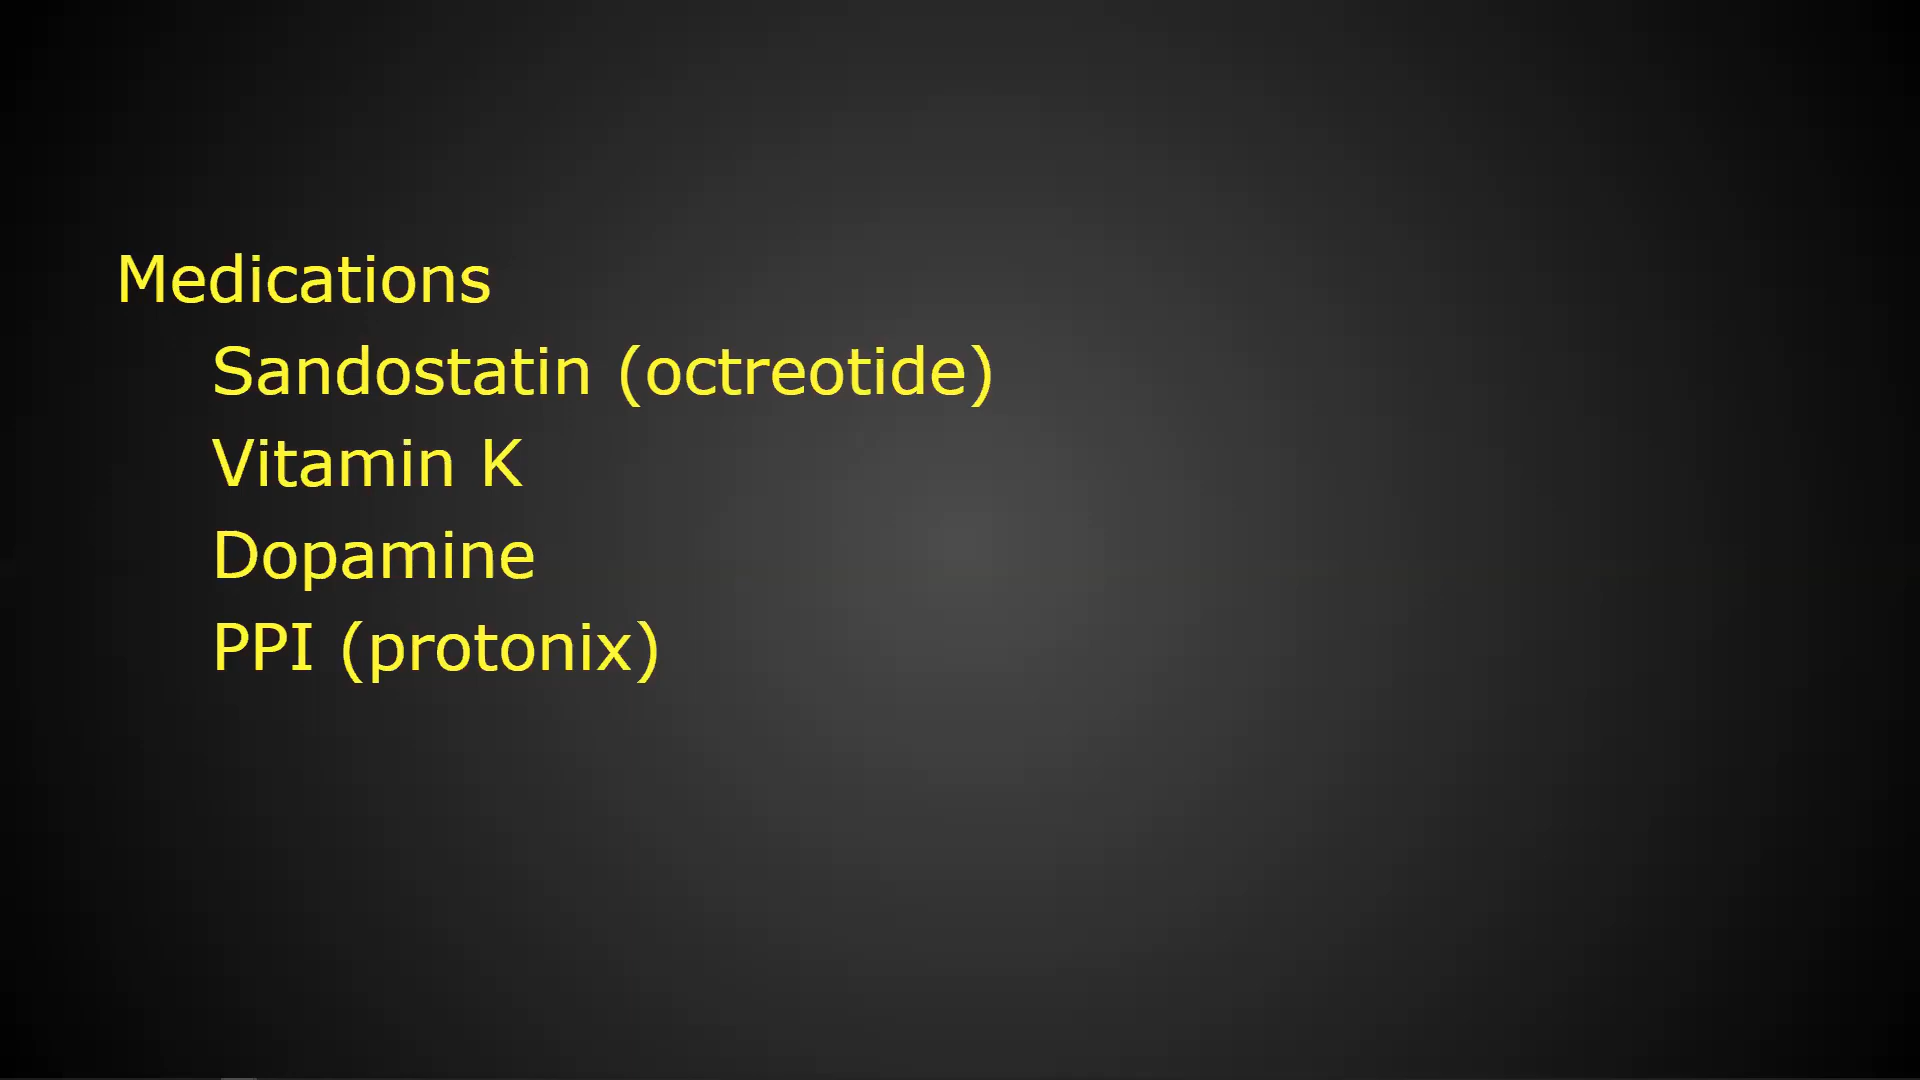 Medications
Sandostatin (octreotide)
Vitamin K
Dopamine
PPI (protonix)